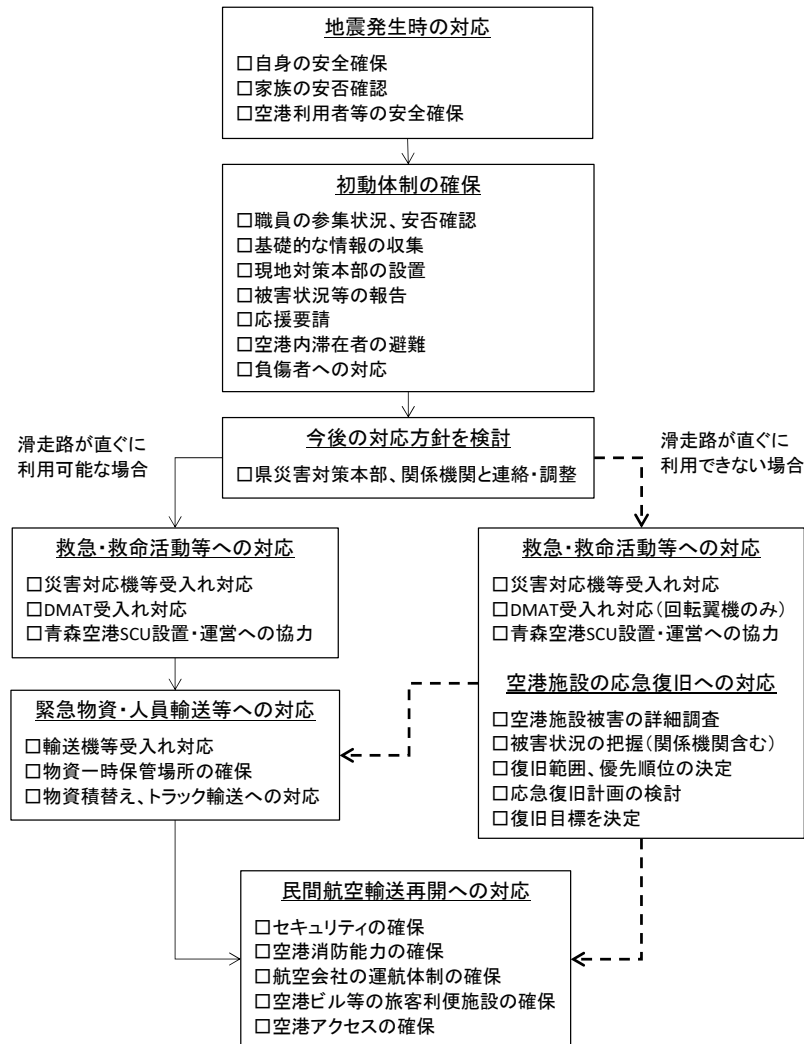 地震発生時の対応
□自身の安全確保
□家族の安否確認
□空港利用者等の安全確保
初動体制の確保
□職員の参集状況、安否確認
□基礎的な情報の収集
□現地対策本部の設置
□被害状況等の報告
□応援要請
□空港内滞在者の避難
□負傷者への対応
今後の対応方針を検討
□県災害対策本部、関係機関と連絡・調整
滑走路が直ぐに
利用可能な場合
滑走路が直ぐに
利用できない場合
救急・救命活動等への対応
□災害対応機等受入れ対応
□DMAT受入れ対応
□青森空港SCU設置・運営への協力
緊急物資・人員輸送等への対応
□輸送機等受入れ対応
□物資一時保管場所の確保
□物資積替え、トラック輸送への対応
救急・救命活動等への対応
□災害対応機等受入れ対応
□DMAT受入れ対応(回転翼機のみ)
□青森空港SCU設置・運営への協力
空港施設の応急復旧への対応
□空港施設被害の詳細調査
□被害状況の把握(関係機関含む)
□復旧範囲、優先順位の決定
□応急復旧計画の検討
□復旧目標を決定
民間航空輸送再開への対応
□セキュリティの確保
□空港消防能力の確保
□航空会社の運航体制の確保
□空港ビル等の旅客利便施設の確保
□空港アクセスの確保